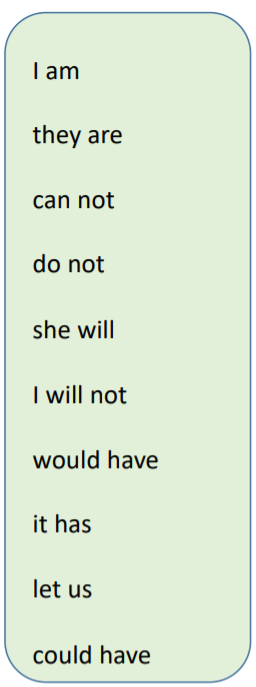 I am
they are
can not
do not
she will
I will not
would have
it has
let us
could have